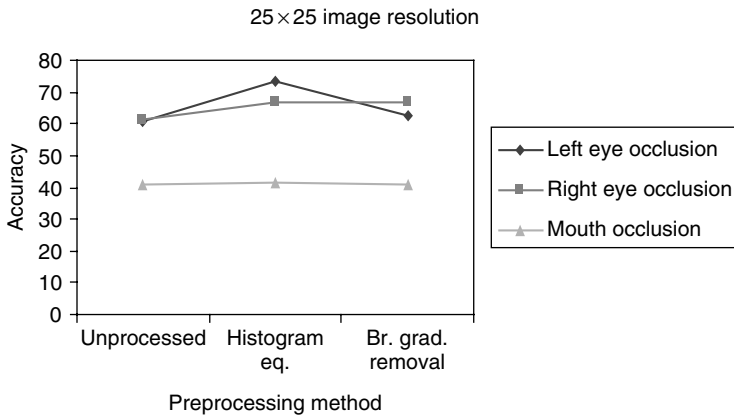 25×25 image resolution
80
70
60
50
40
30
20
10
0
Accuracy
Unprocessed
Histogram
eq.
Br. grad.
removal
Preprocessing method
Left eye occlusion
Right eye occlusion
Mouth occlusion